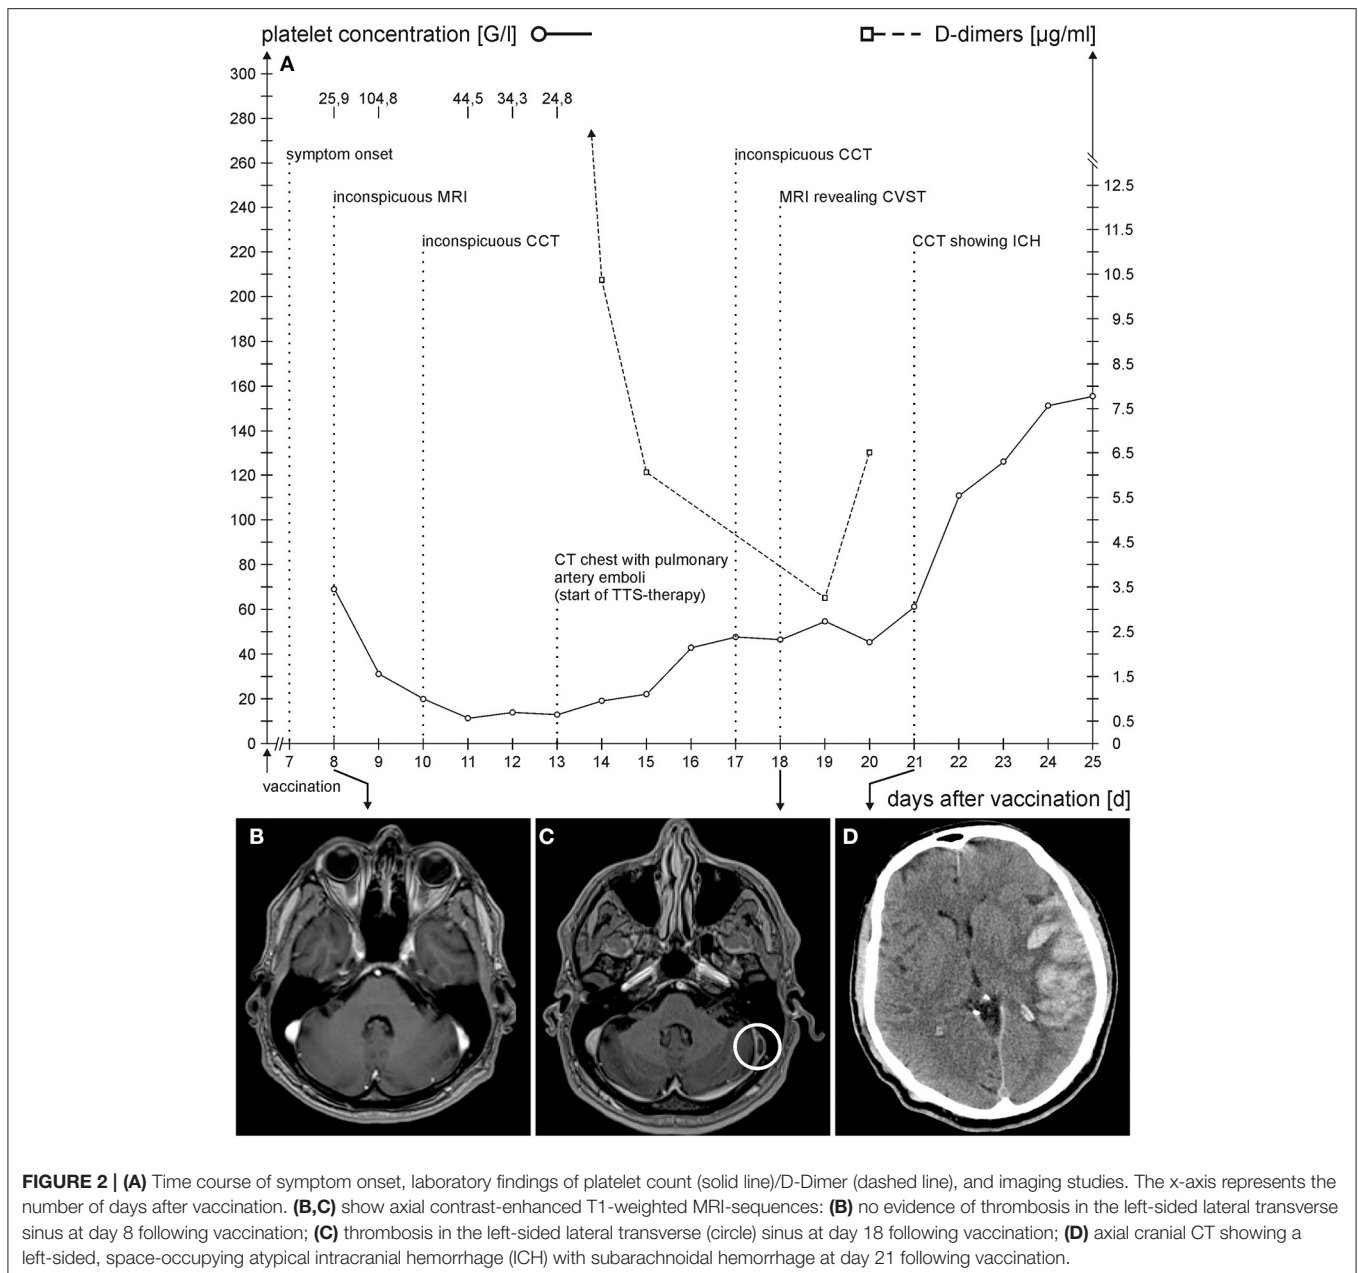 platelet concentration [G/l]
D-dimers [µg/ml]
A
300
280
260
240
220
200
180
160
140
120
100
80
60
40
20
0
25,9 104,8 44,5 34,3 24,8
symptom onset
inconspicuous MRI
inconspicuous CCT
CT chest with pulmonary
artery emboli
(start of TTS-therapy)
inconspicuous CCT
MRI revealing CVST
CCT showing ICH
12.5
11.5
10.5
9.5
8.5
7.5
6.5
5.5
4.5
3.5
2.5
1.5
0.5
0
7 8 9 10 11 12 13 14 15 16 17 18 19 20 21 22 23 24 25
vaccination
days after vaccination [d]
B
C
D
FIGURE 2 | (A) Time course of symptom onset, laboratory findings of platelet count (solid line)/D-Dimer (dashed line), and imaging studies. The x-axis represents the
number of days after vaccination. (B,C) show axial contrast-enhanced T1-weighted MRI-sequences: (B) no evidence of thrombosis in the left-sided lateral transverse
sinus at day 8 following vaccination; (C) thrombosis in the left-sided lateral transverse (circle) sinus at day 18 following vaccination; (D) axial cranial CT showing a
left-sided, space-occupying atypical intracranial hemorrhage (ICH) with subarachnoidal hemorrhage at day 21 following vaccination.